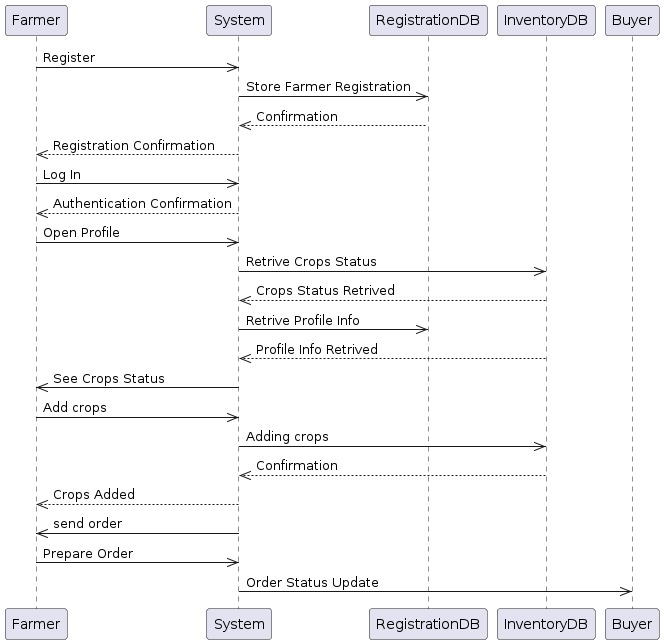 Farmer System RegistrationDB InventoryDB Buyer
Register
Store Farmer Registration
Confirmation
Registration Confirmation
Log In
Authentication Confirmation
Open Profile
Retrive Crops Status
Crops Status Retrived
Retrive Profile Info
Profile Info Retrived
See Crops Status
Add crops
Adding crops
Confirmation
Crops Added
send order
Prepare Order
Order Status Update
Farmer System RegistrationDB InventoryDB Buyer